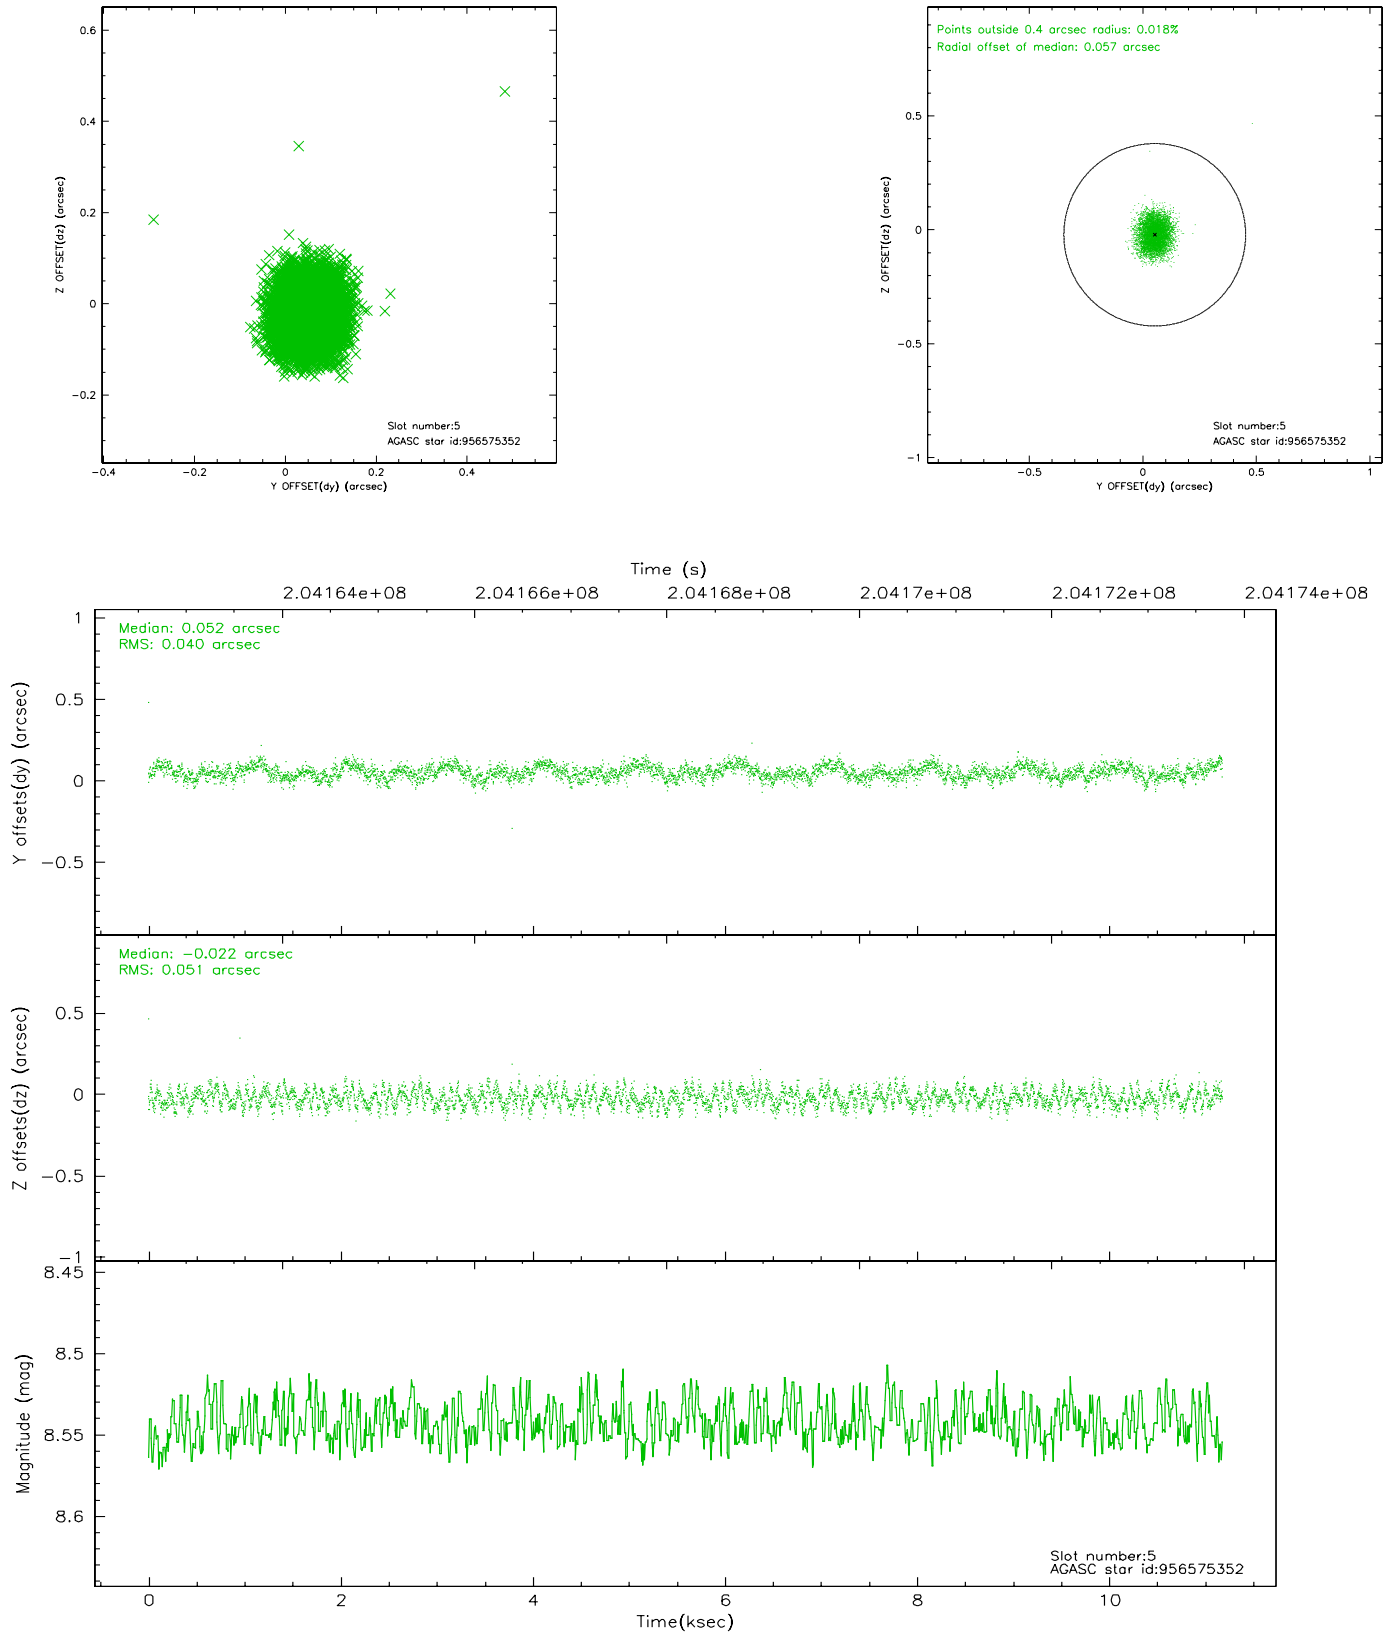 0.6
0.4
0.2
0
−0.2
Z OFFSET(dz) (arcsec)
Slot number:5
AGASC star id:956575352
−0.4 −0.2 0 0.2 0.4
Y OFFSET(dy) (arcsec)
Points outside 0.4 arcsec radius: 0.018%
Radial offset of median: 0.057 arcsec
0.5
0
−0.5
−1
Z OFFSET(dz) (arcsec)
Slot number:5
AGASC star id:956575352
−0.5 0 0.5 1
Y OFFSET(dy) (arcsec)
Time (s)
2.04164e+08 2.04166e+08 2.04168e+08 2.0417e+08 2.04172e+08 2.04174e+08
Median: 0.052 arcsec
RMS: 0.040 arcsec
1
0.5
0
−0.5
Y offsets(dy) (arcsec)
Median: −0.022 arcsec
RMS: 0.051 arcsec
0.5
0
−0.5
−1
Z offsets(dz) (arcsec)
8.45
8.5
8.55
8.6
Magnitude (mag)
Slot number:5
AGASC star id:956575352
0 2 4 6 8 10
Time(ksec)